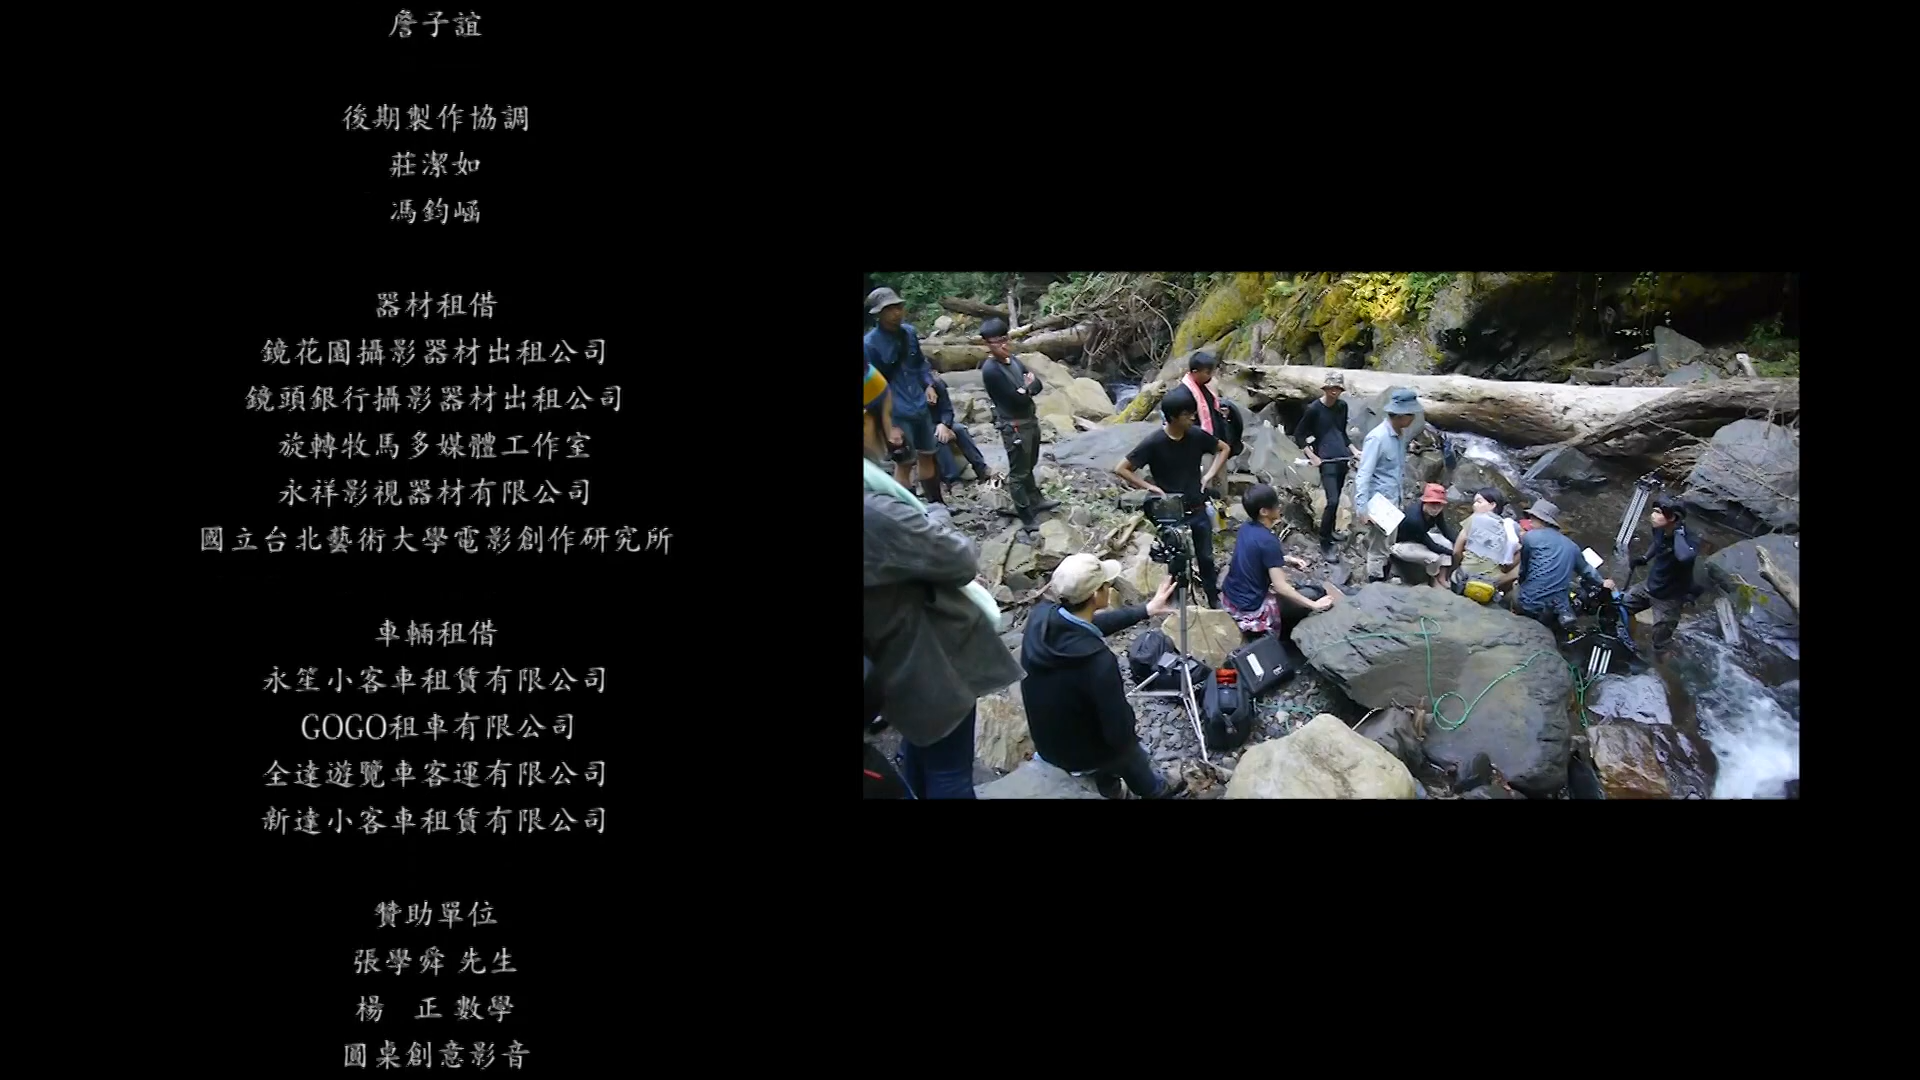 詹子誼
後期製作協調
莊潔如
馮鈞崡
器材租借
鏡花園攝影器材出租公司
鏡頭銀行攝影器材出租公司
旋轉牧馬多媒體工作室
永祥影視器材有限公司
國立台北藝術大學電影創作研究所
車輛租借
永笙小客車租賃有限公司
GOGO租車有限公司
全達遊覽車客運有限公司
新達小客車租賃有限公司
贊助單位
張學舜 先生
楊　正 數學
圓桌創意影音